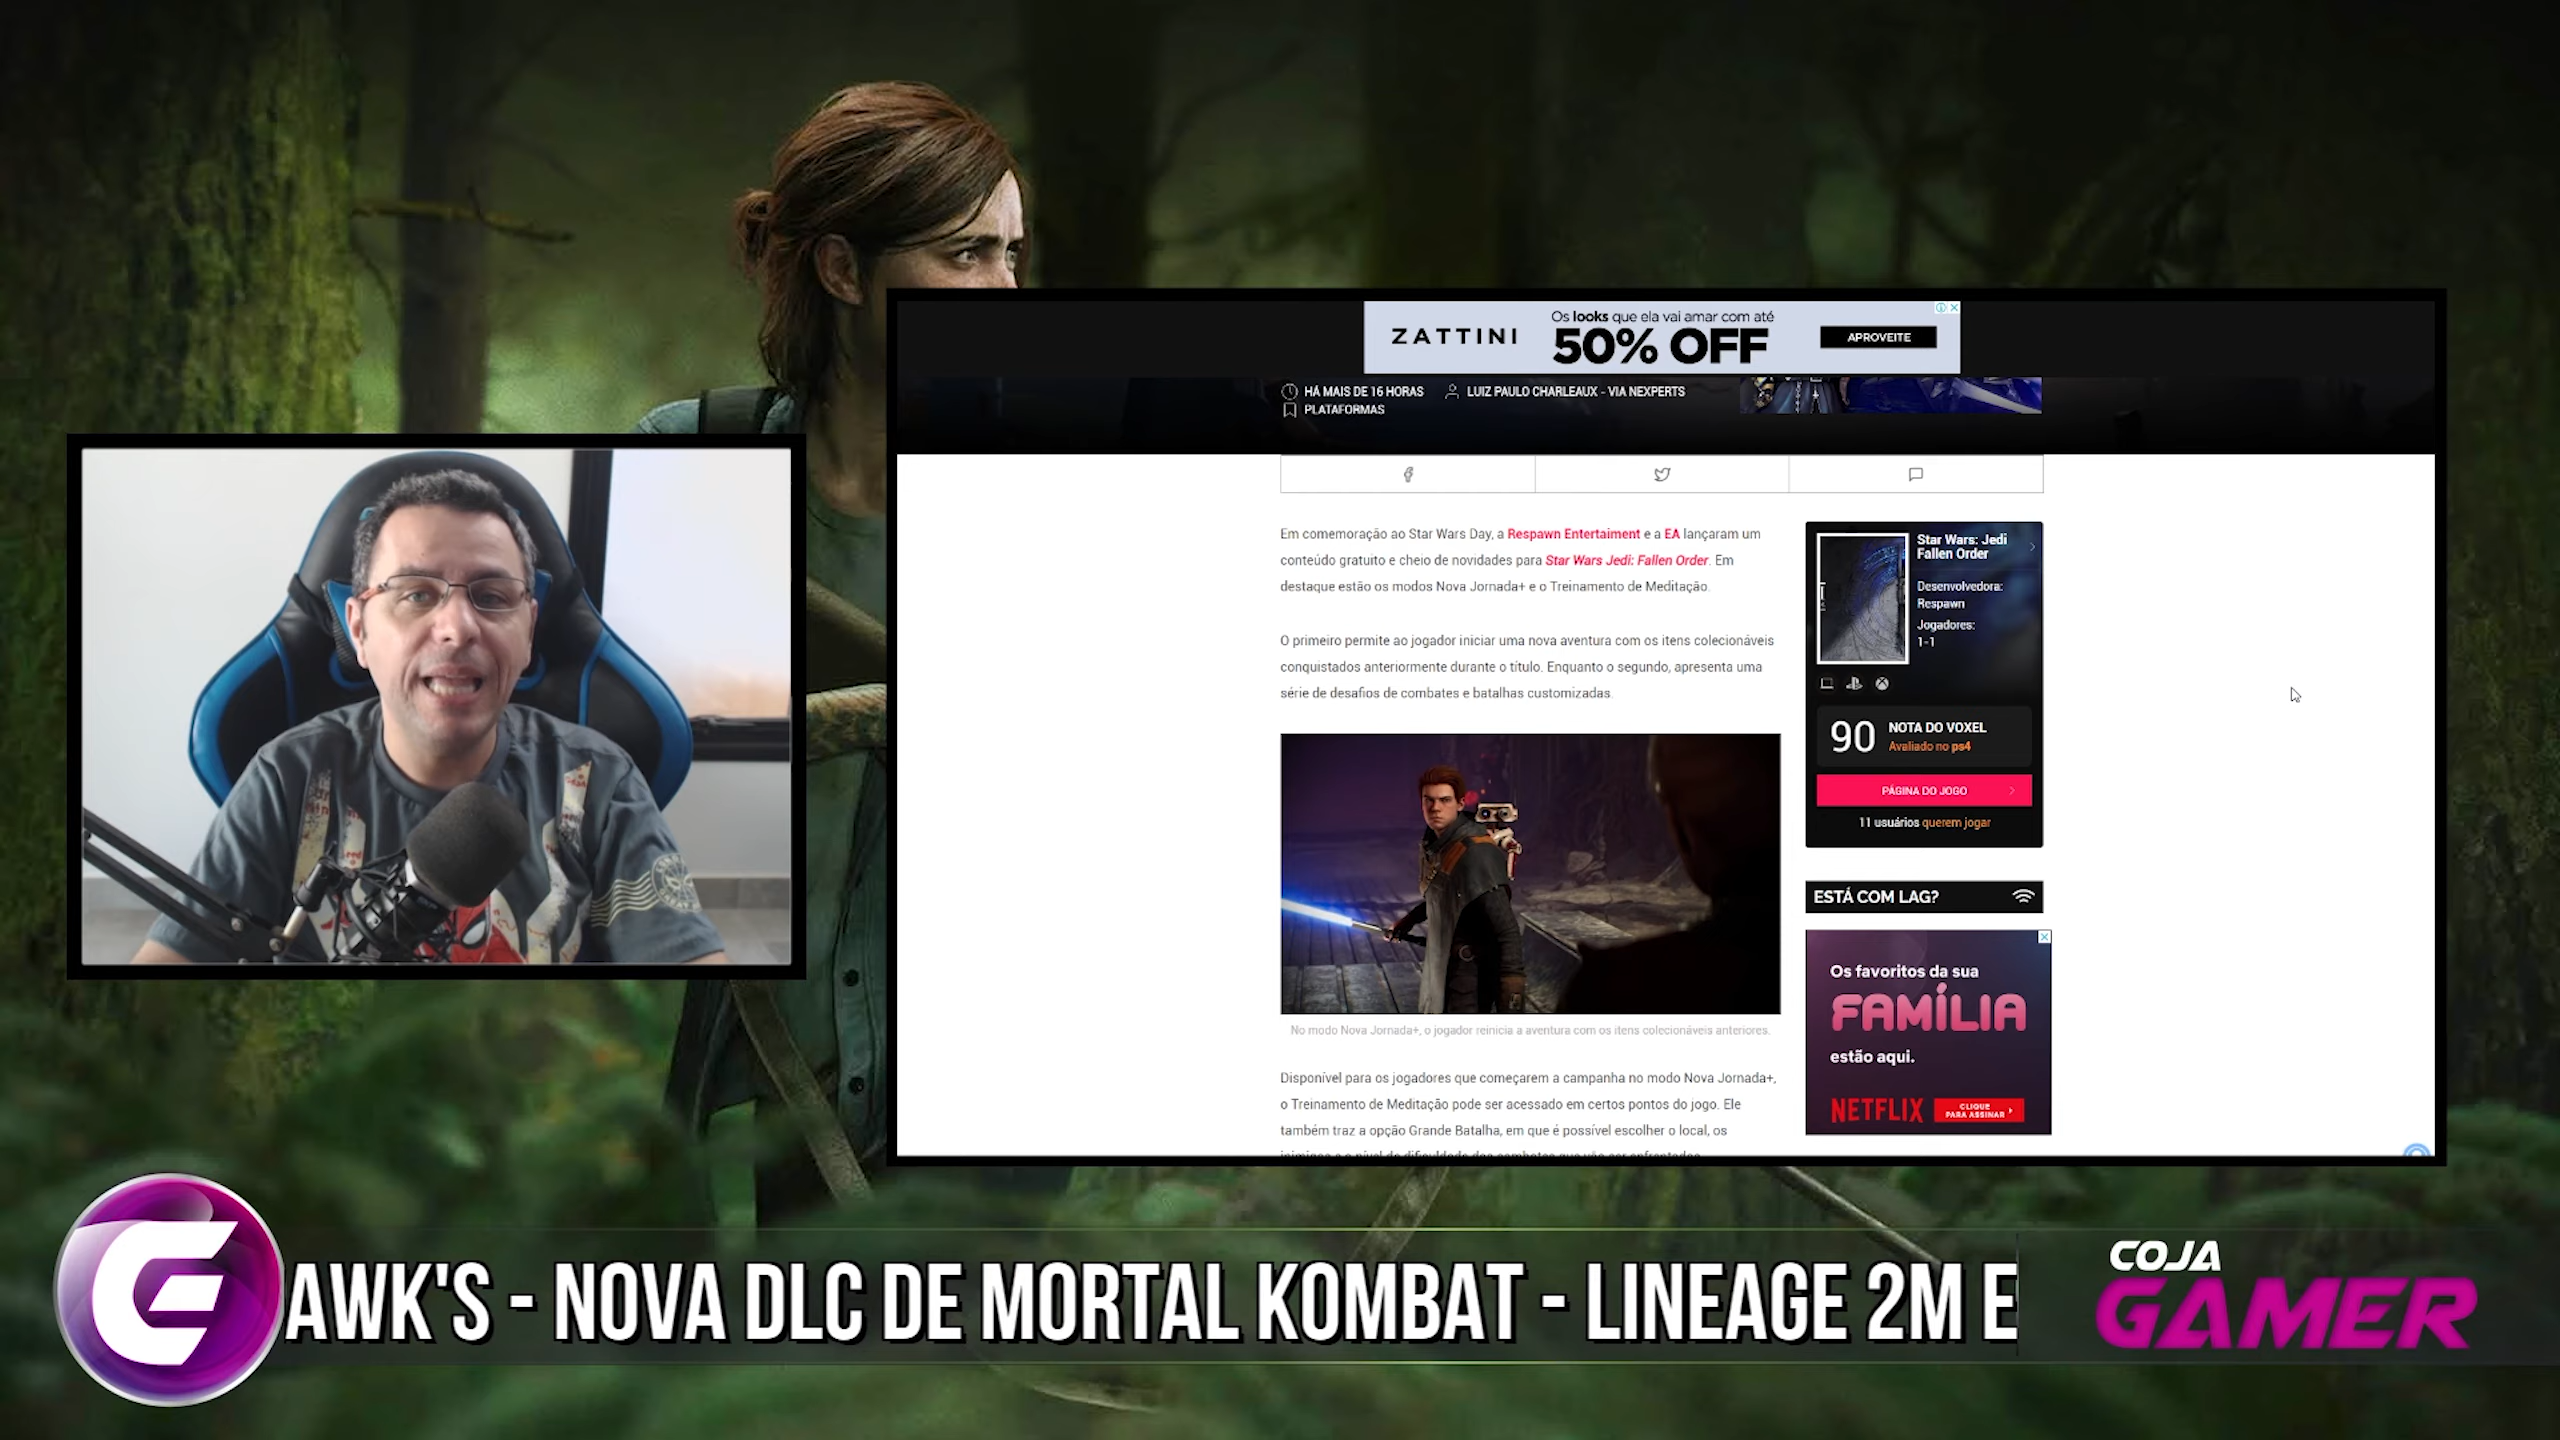 ZATTINI
Os looks que ela vai amar com até
50% OFF
APROVEITE
HÁ MAIS DE 16 HORAS
LUIZ PAULO CHARLEAUX - VIA NEXPERTS
PLATAFORMAS
Em comemoração ao Star Wars Day, a Respawn Entertaiment e a EA lançaram um
conteúdo gratuito e cheio de novidades para Star Wars Jedi: Fallen Order. Em
destaque estão os modos Nova Jornada+ e o Treinamento de Meditação.
O primeiro permite ao jogador iniciar uma nova aventura com os itens colecionáveis
conquistados anteriormente durante o título. Enquanto o segundo, apresenta uma
série de desafios de combates e batalhas customizadas.
No modo Nova Jornada+, o jogador reinicia a aventura com os itens colecionáveis anteriores.
Disponível para os jogadores que começarem a campanha no modo Nova Jornada+,
o Treinamento de Meditação pode ser acessado em certos pontos do jogo. Ele
também traz a opção Grande Batalha, em que é possível escolher o local, os
Star Wars: Jedi
Fallen Order
Desenvolvedora:
Respawn
Jogadores:
1-1
90
NOTA DO VOXEL
Avaliado no ps4
PÁGINA DO JOGO
11 usuários querem jogar
ESTÁ COM LAG?
Os favoritos da sua
FAMÍLIA
estão aqui.
NETFLIX
CLIQUE
PARA ASSINAR
AWK'S - NOVA DLC DE MORTAL KOMBAT - LINEAGE 2M E
COJA
GAMER